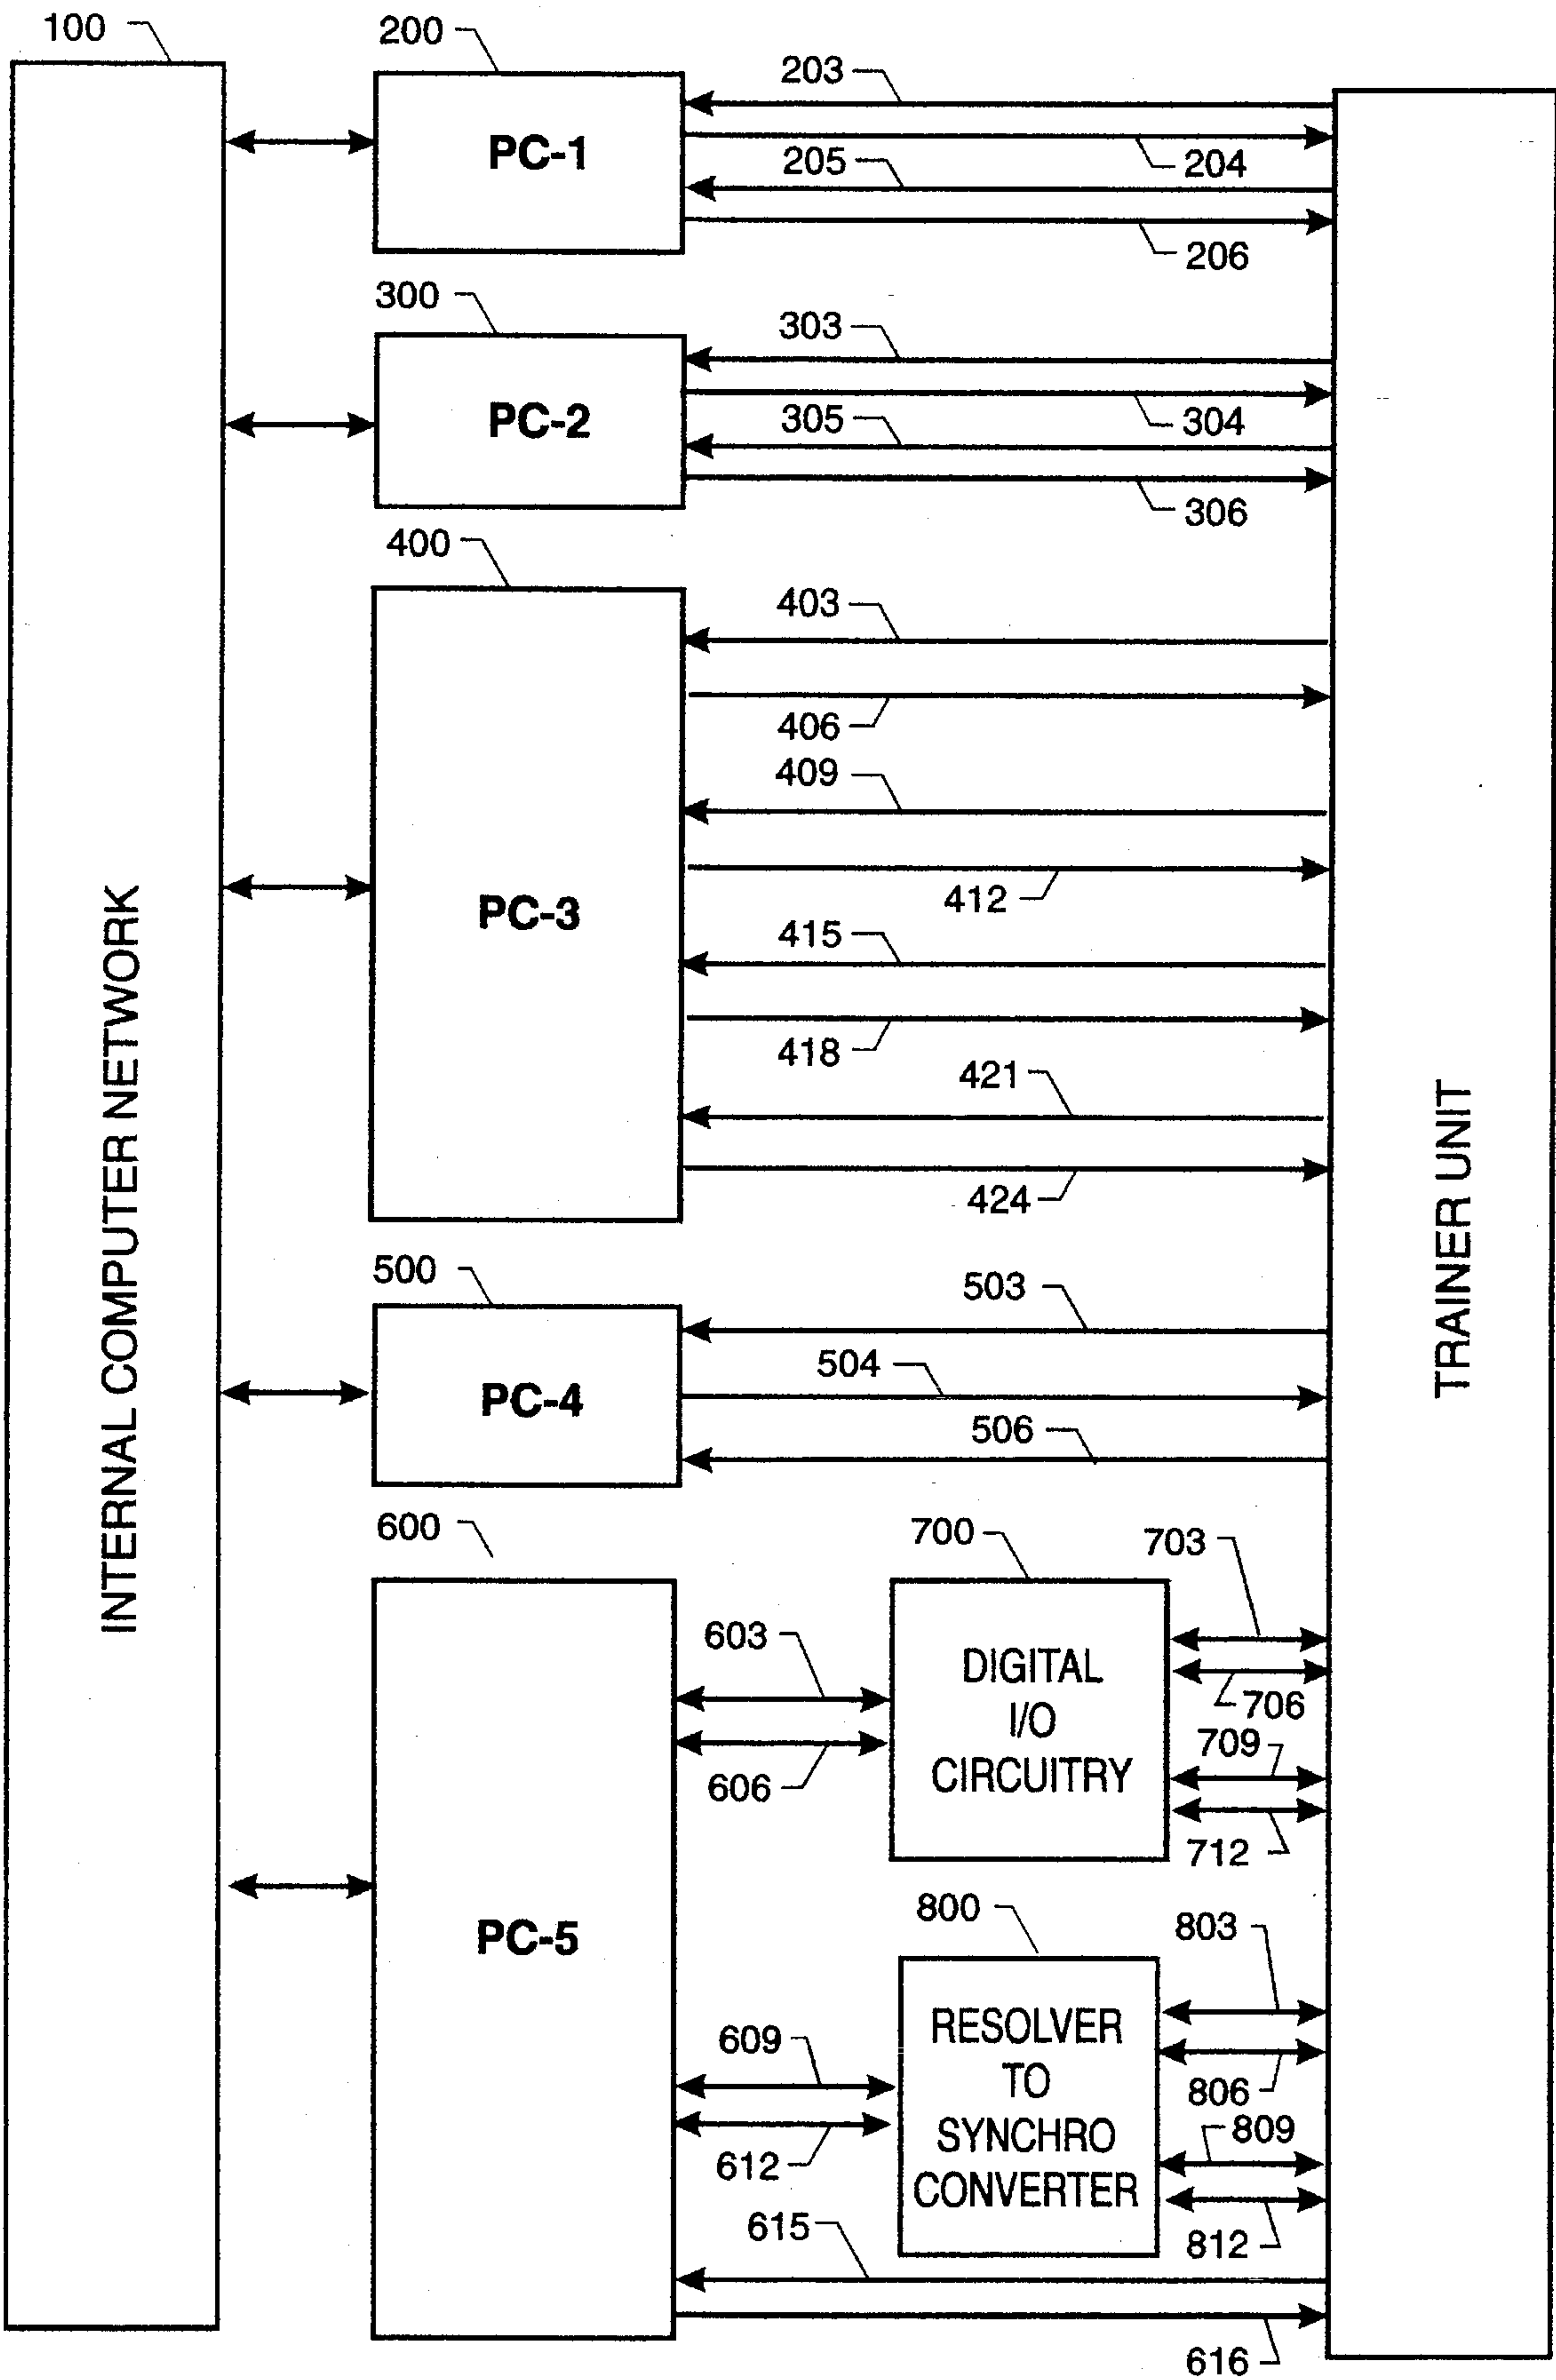 100
200
203
PC-1
204
205
206
300
303
PC-2
304
305
306
400
403
406
409
PC-3
412
415
418
421
424
INTERNAL COMPUTER NETWORK
TRAINER UNIT
500
503
504
PC-4
506
600
700
703
603
DIGITAL
I/O
CIRCUITRY
706
709
606
712
800
803
PC-5
609
RESOLVER
TO
SYNCHRO
CONVERTER
806
809
612
615
812
616